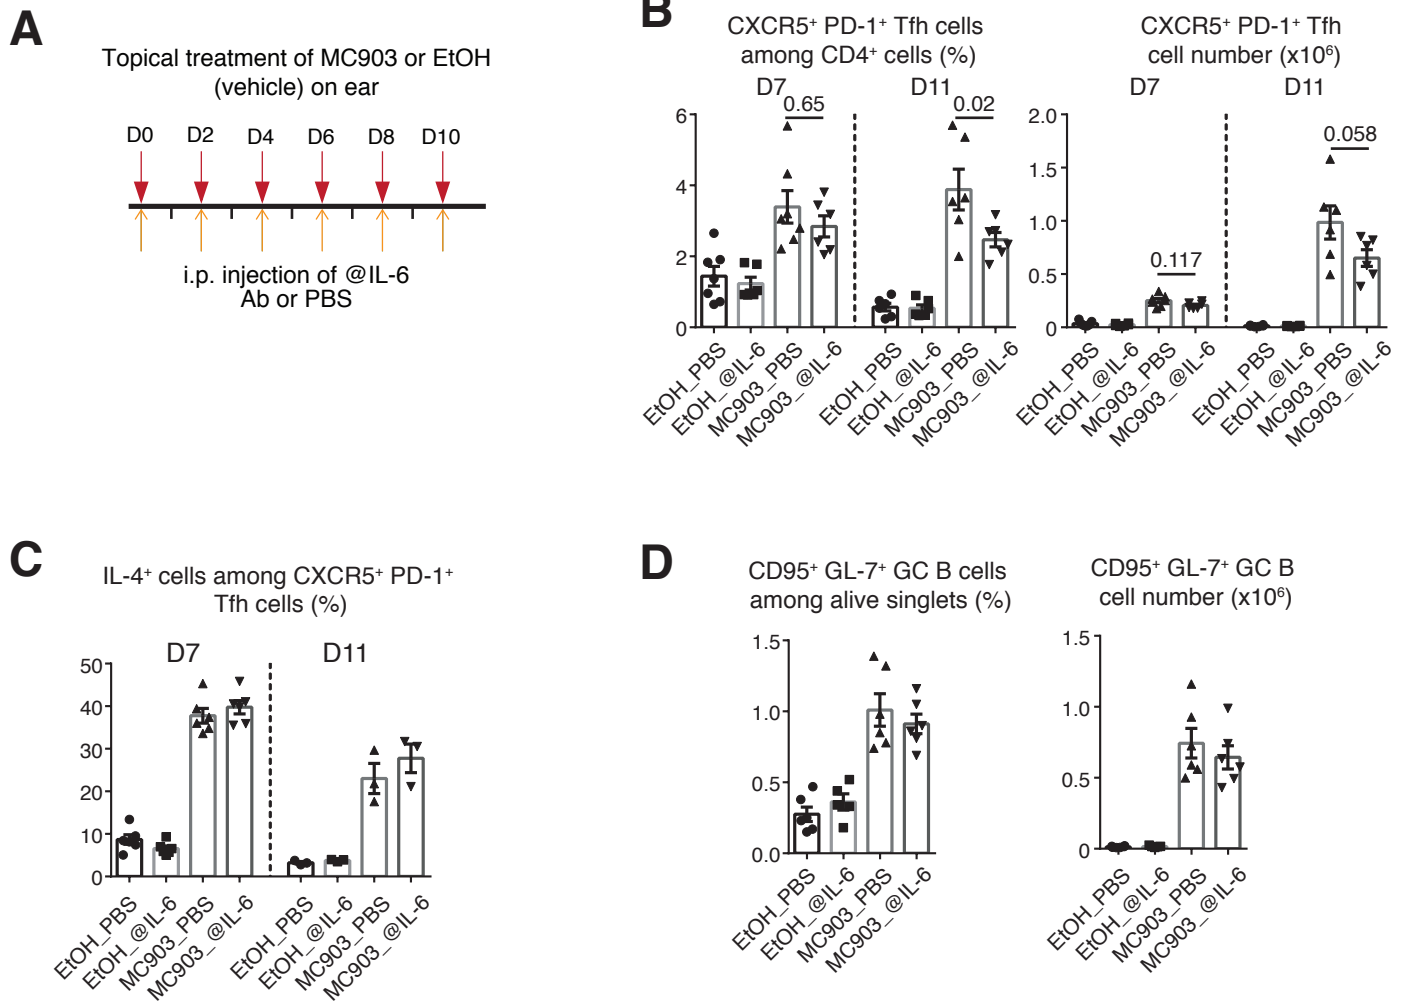 A
Topical treatment of MC903 or EtOH
(vehicle) on ear
D0 D2 D4 D6 D8 D10
i.p. injection of @IL-6
Ab or PBS
B
CXCR5⁺ PD-1⁺ Tfh cells
among CD4⁺ cells (%)
D7 D11
0.65 0.02
6
4
2
0
EtOH_PBS
EtOH_@IL-6
MC903_PBS
MC903_@IL-6
EtOH_PBS
EtOH_@IL-6
MC903_PBS
MC903_@IL-6
CXCR5⁺ PD-1⁺ Tfh
cell number (x10⁶)
D7 D11
2.0
1.5
1.0
0.5
0
0.117
0.058
EtOH_PBS
EtOH_@IL-6
MC903_PBS
MC903_@IL-6
EtOH_PBS
EtOH_@IL-6
MC903_PBS
MC903_@IL-6
C
IL-4⁺ cells among CXCR5⁺ PD-1⁺
Tfh cells (%)
D7 D11
50
40
30
20
10
0
EtOH_PBS
EtOH_@IL-6
MC903_PBS
MC903_@IL-6
EtOH_PBS
EtOH_@IL-6
MC903_PBS
MC903_@IL-6
D
CD95⁺ GL-7⁺ GC B cells
among alive singlets (%)
1.5
1.0
0.5
0.0
EtOH_PBS
EtOH_@IL-6
MC903_PBS
MC903_@IL-6
CD95⁺ GL-7⁺ GC B
cell number (x10⁶)
1.5
1.0
0.5
0
EtOH_PBS
EtOH_@IL-6
MC903_PBS
MC903_@IL-6